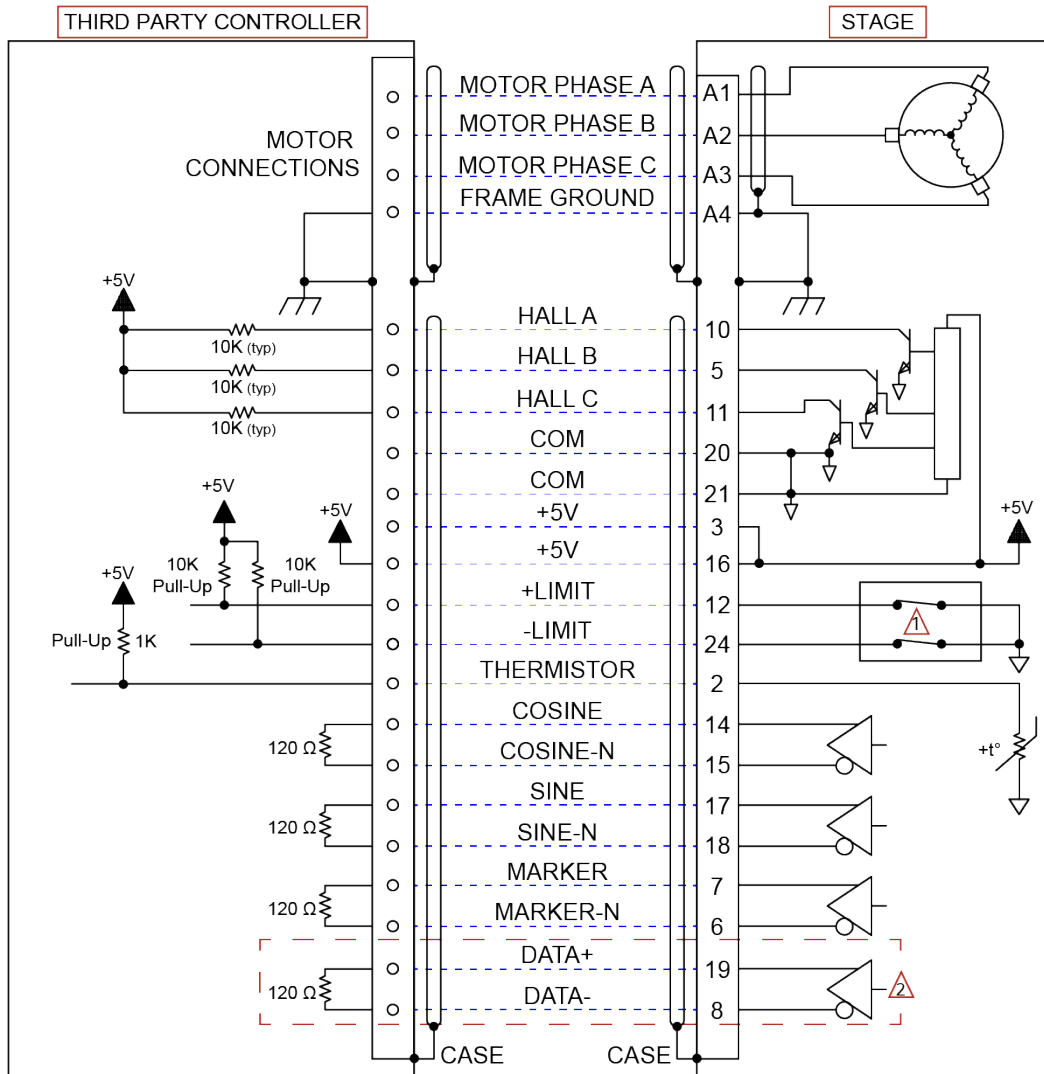 THIRD PARTY CONTROLLER
STAGE
MOTOR CONNECTIONS
MOTOR PHASE A
A1
MOTOR PHASE B
A2
MOTOR PHASE C
A3
FRAME GROUND
A4
+5V
10K (typ)
10K (typ)
10K (typ)
HALL A
10
HALL B
5
HALL C
11
COM
20
COM
21
+5V
+5V
+5V
3
+5V
+5V
16
10K
Pull-Up
10K
Pull-Up
+5V
+LIMIT
12
1
Pull-Up
1K
-LIMIT
24
THERMISTOR
2
+t°
COSINE
14
120 Ω
COSINE-N
15
SINE
17
120 Ω
SINE-N
18
MARKER
7
120 Ω
MARKER-N
6
DATA+
19
120 Ω
2
DATA-
8
CASE
CASE